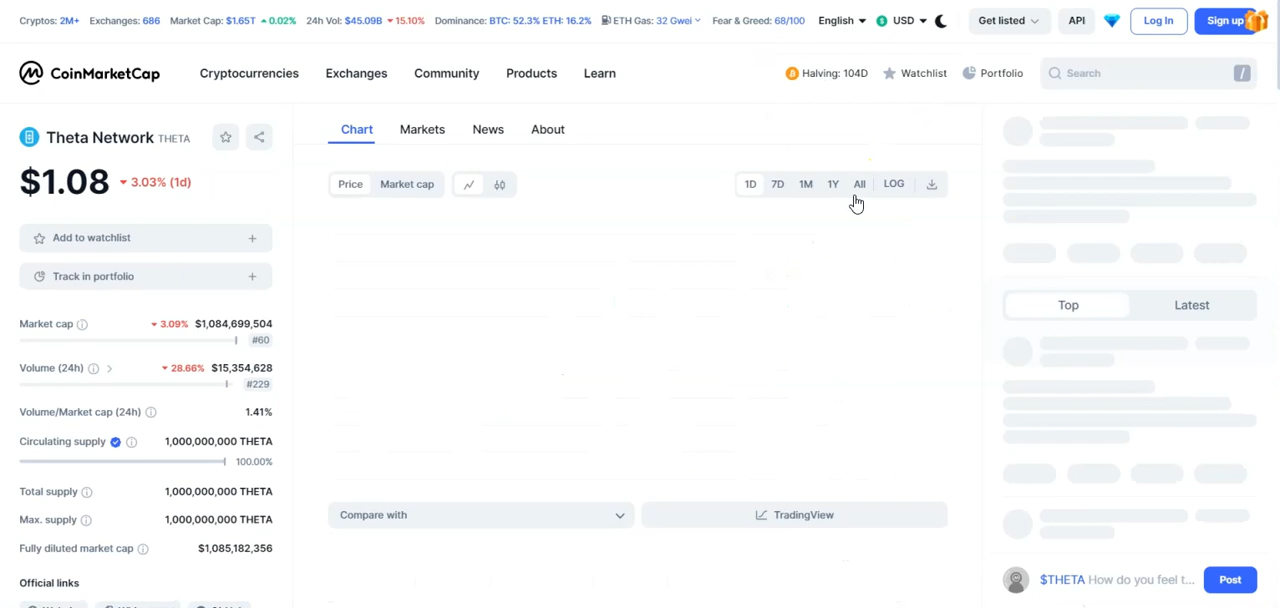 Cryptos: 2M+ Exchanges: 686 Market Cap: $1.65T 0.02% 24h Vol: $45.09B 15.10% Dominance: BTC: 52.3% ETH: 16.2% ETH Gas: 32 Gwei Fear & Greed: 68/100 English USD Get listed API Log In Sign up
CoinMarketCap Cryptocurrencies Exchanges Community Products Learn Halving: 104D Watchlist Portfolio Search /
Theta Network THETA
$1.08 3.03% (1d)
Add to watchlist +
Track in portfolio +
Market cap 3.09% $1,084,699,504
#60
Volume (24h) 28.66% $15,354,628
#229
Volume/Market cap (24h) 1.41%
Circulating supply 1,000,000,000 THETA
100.00%
Total supply 1,000,000,000 THETA
Max. supply 1,000,000,000 THETA
Fully diluted market cap $1,085,182,356
Official links
Chart Markets News About
Price Market cap 1D 7D 1M 1Y All LOG
Compare with TradingView
Top Latest
$THETA How do you feel t... Post